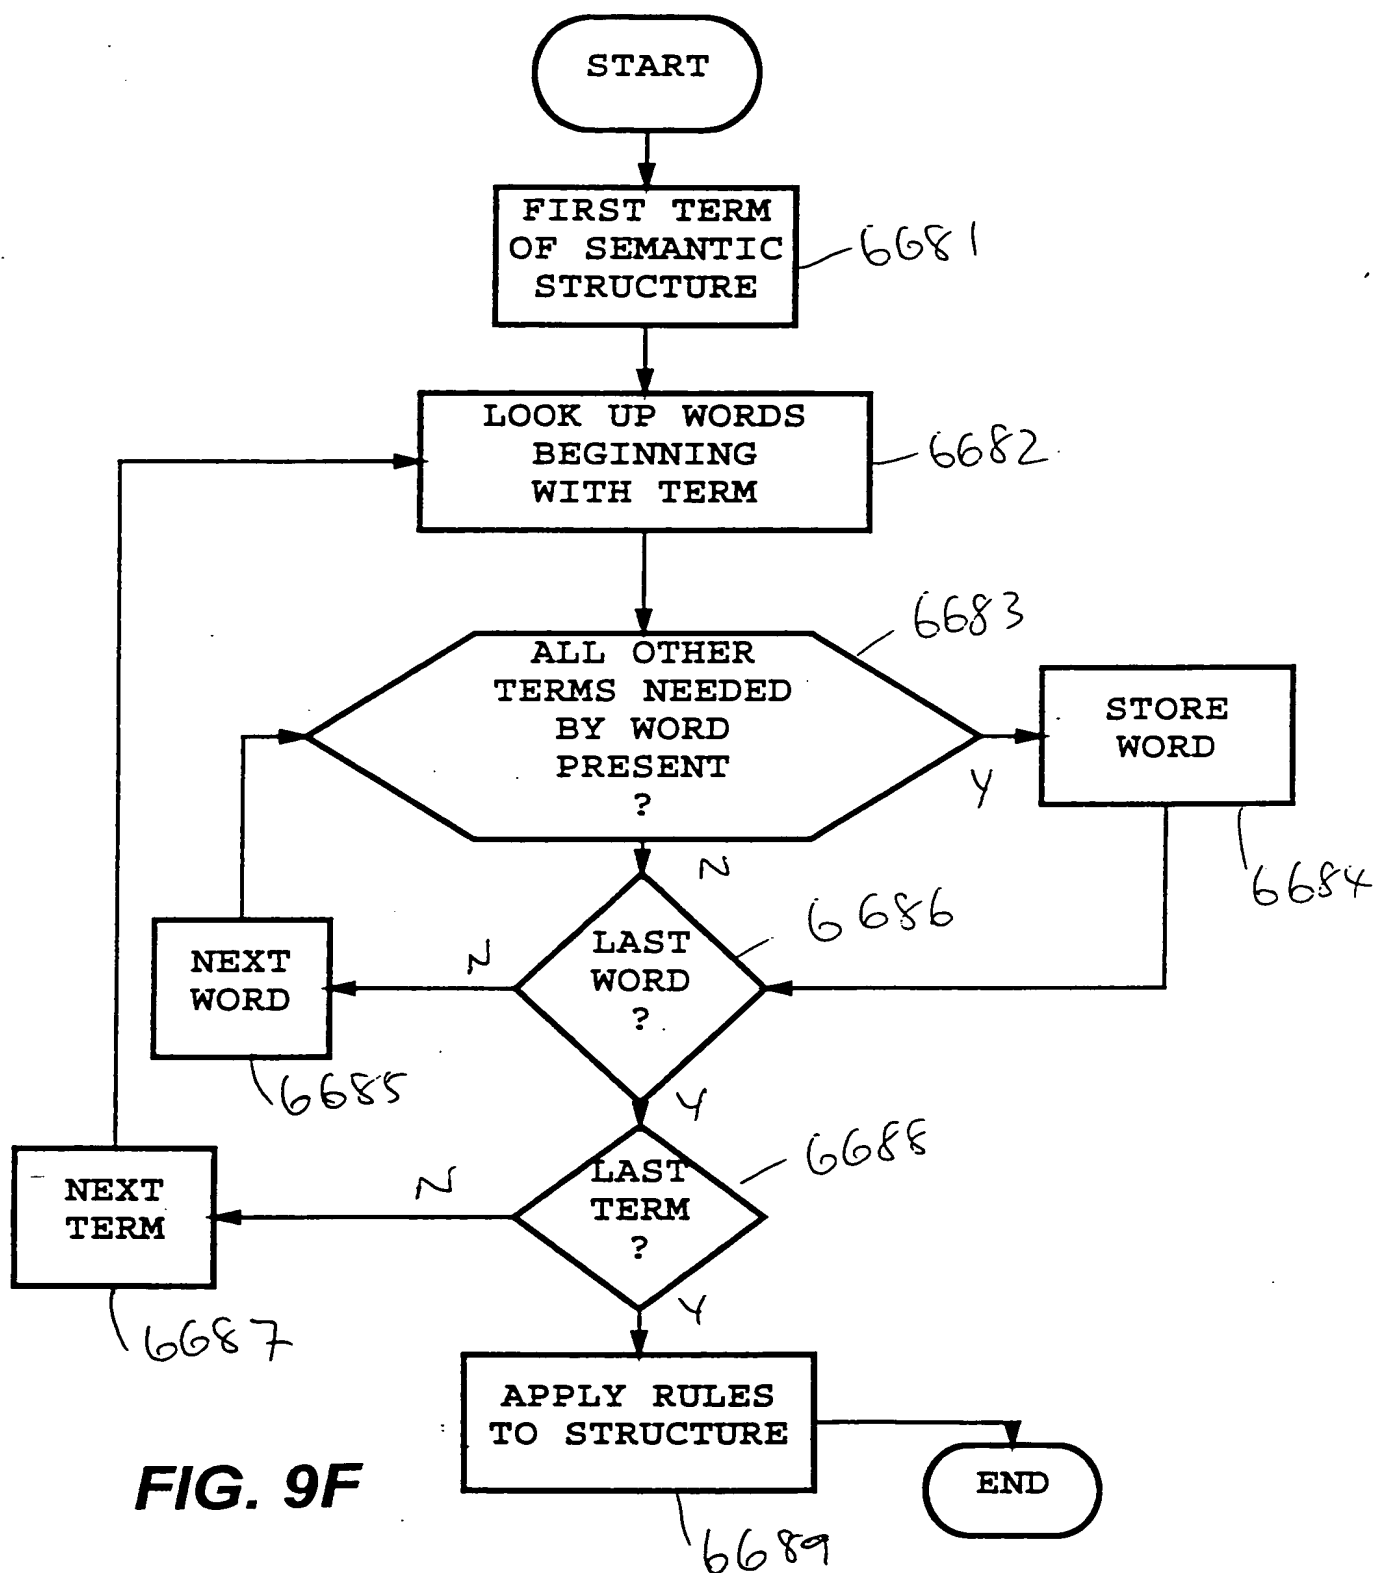 START
FIRST TERM
OF SEMANTIC
STRUCTURE
6681
LOOK UP WORDS
BEGINNING
WITH TERM
6682
6683
ALL OTHER
TERMS NEEDED
BY WORD
PRESENT
?
Y
STORE
WORD
6684
N
6686
LAST
WORD
?
N
NEXT
WORD
6685
Y
6688
LAST
TERM
?
N
NEXT
TERM
6687
Y
APPLY RULES
TO STRUCTURE
6689
END
FIG. 9F